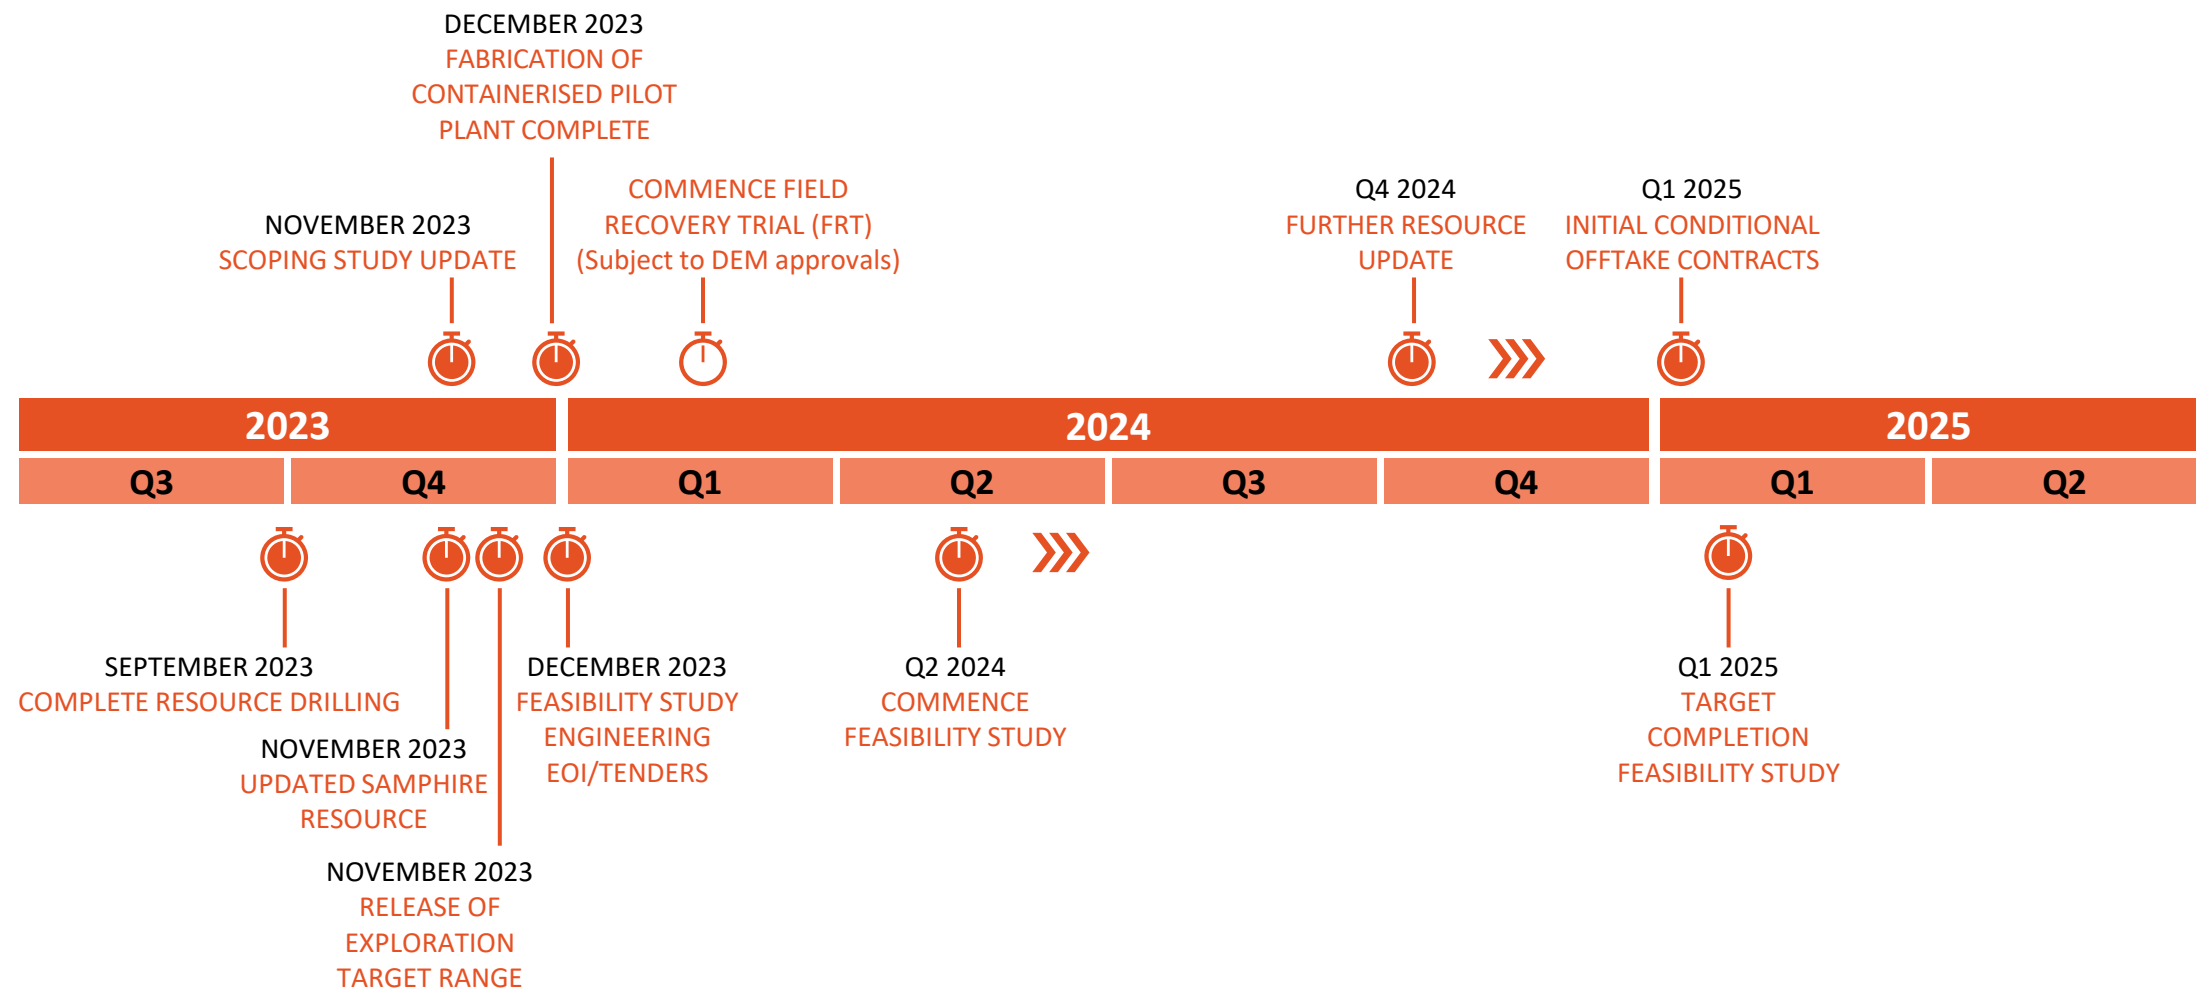 DECEMBER 2023
FABRICATION OF
CONTAINERISED PILOT
PLANT COMPLETE
NOVEMBER 2023
SCOPING STUDY UPDATE
COMMENCE FIELD
RECOVERY TRIAL (FRT)
(Subject to DEM approvals)
Q4 2024
FURTHER RESOURCE
UPDATE
Q1 2025
INITIAL CONDITIONAL
OFFTAKE CONTRACTS
2023
2024
2025
Q3
Q4
Q1
Q2
Q3
Q4
Q1
Q2
SEPTEMBER 2023
COMPLETE RESOURCE DRILLING
NOVEMBER 2023
UPDATED SAMPHIRE
RESOURCE
NOVEMBER 2023
RELEASE OF
EXPLORATION
TARGET RANGE
DECEMBER 2023
FEASIBILITY STUDY
ENGINEERING
EOI/TENDERS
Q2 2024
COMMENCE
FEASIBILITY STUDY
Q1 2025
TARGET
COMPLETION
FEASIBILITY STUDY